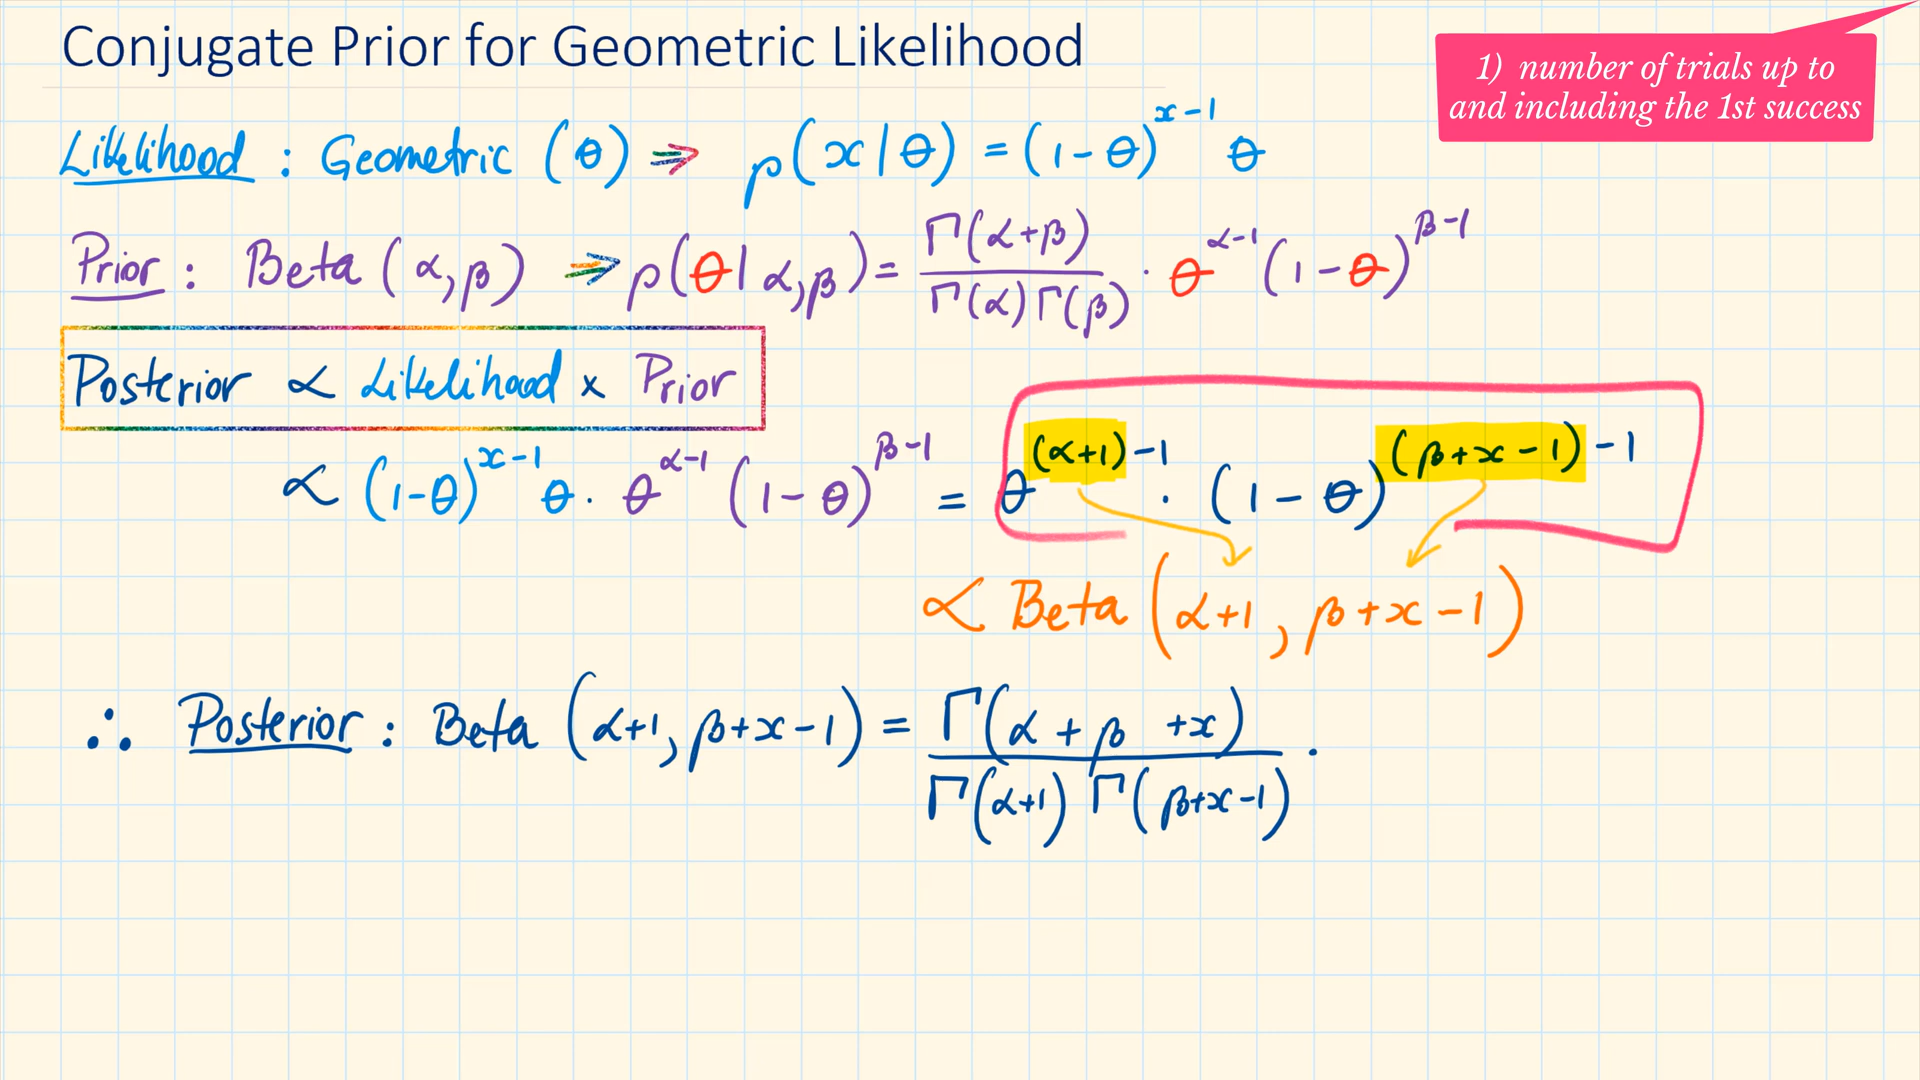 Conjugate Prior for Geometric Likelihood
1) number of trials up to
and including the 1st success
Likelihood : Geometric (θ) ⇒ p(x|θ) = (1-θ)^{x-1} θ
Prior : Beta (α,β) ⇒ p(θ|α,β) = \frac{Γ(α+β)}{Γ(α)Γ(β)} · θ^{α-1} (1-θ)^{β-1}
Posterior ∝ Likelihood x Prior
∝ (1-θ)^{x-1} θ · θ^{α-1} (1-θ)^{β-1} = θ^{(α+1)-1} · (1-θ)^{(β+x-1)-1}
∝ Beta (α+1, β+x-1)
∴ Posterior : Beta (α+1, β+x-1) = \frac{Γ(α+β +x)}{Γ(α+1) Γ(β+x-1)} ·